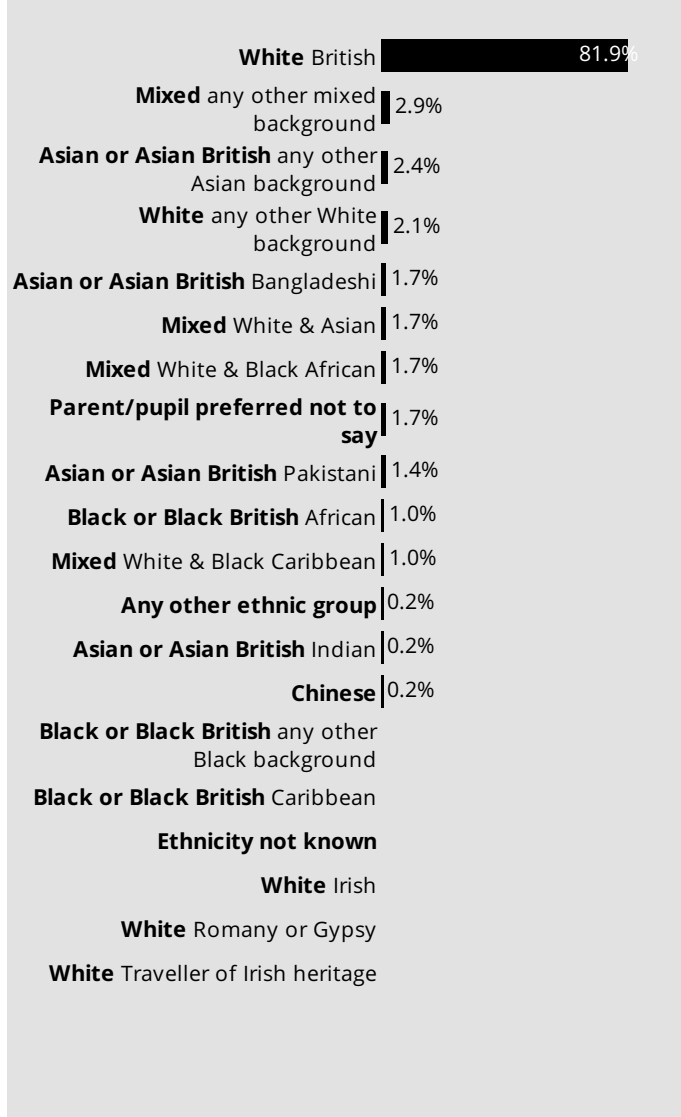 White British 81.9%
Mixed any other mixed
background 2.9%
Asian or Asian British any other
Asian background 2.4%
White any other White
background 2.1%
Asian or Asian British Bangladeshi 1.7%
Mixed White & Asian 1.7%
Mixed White & Black African 1.7%
Parent/pupil preferred not to
say 1.7%
Asian or Asian British Pakistani 1.4%
Black or Black British African 1.0%
Mixed White & Black Caribbean 1.0%
Any other ethnic group 0.2%
Asian or Asian British Indian 0.2%
Chinese 0.2%
Black or Black British any other
Black background
Black or Black British Caribbean
Ethnicity not known
White Irish
White Romany or Gypsy
White Traveller of Irish heritage